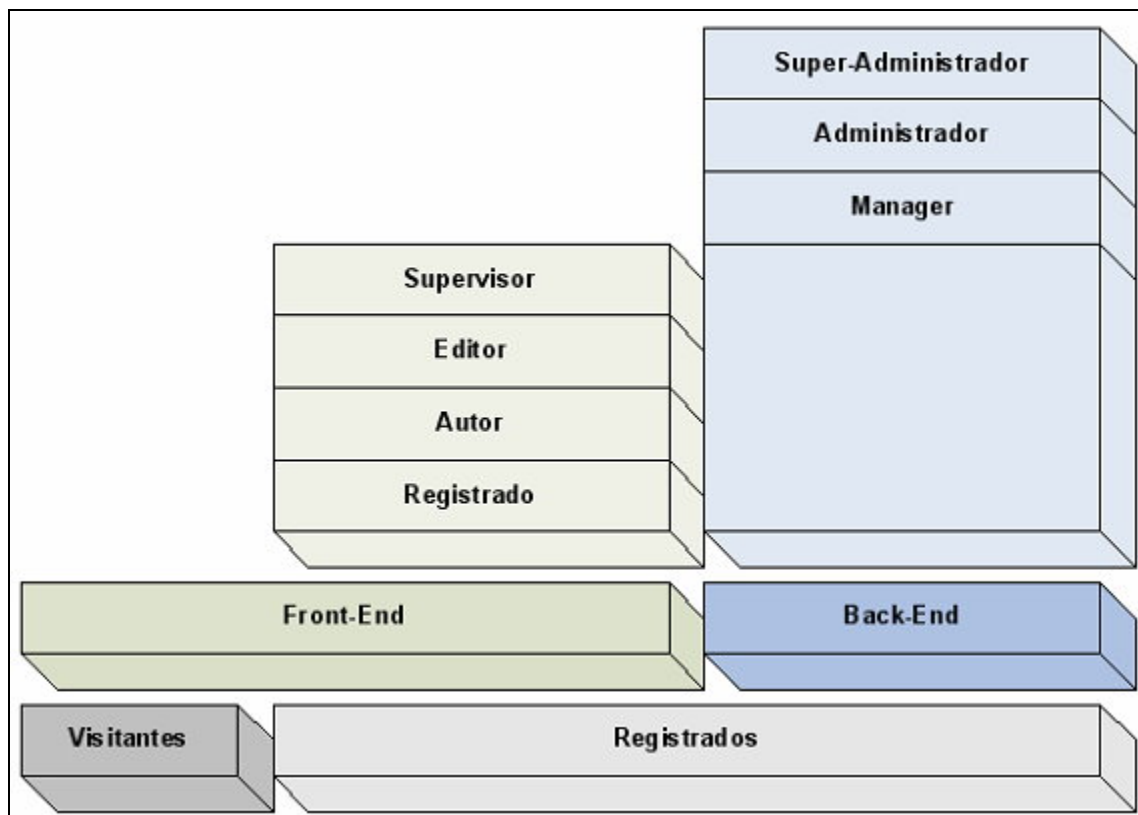 Super-Administrador
Administrador
Manager
Supervisor
Editor
Autor
Registrado
Front-End
Back-End
Visitantes
Registrados